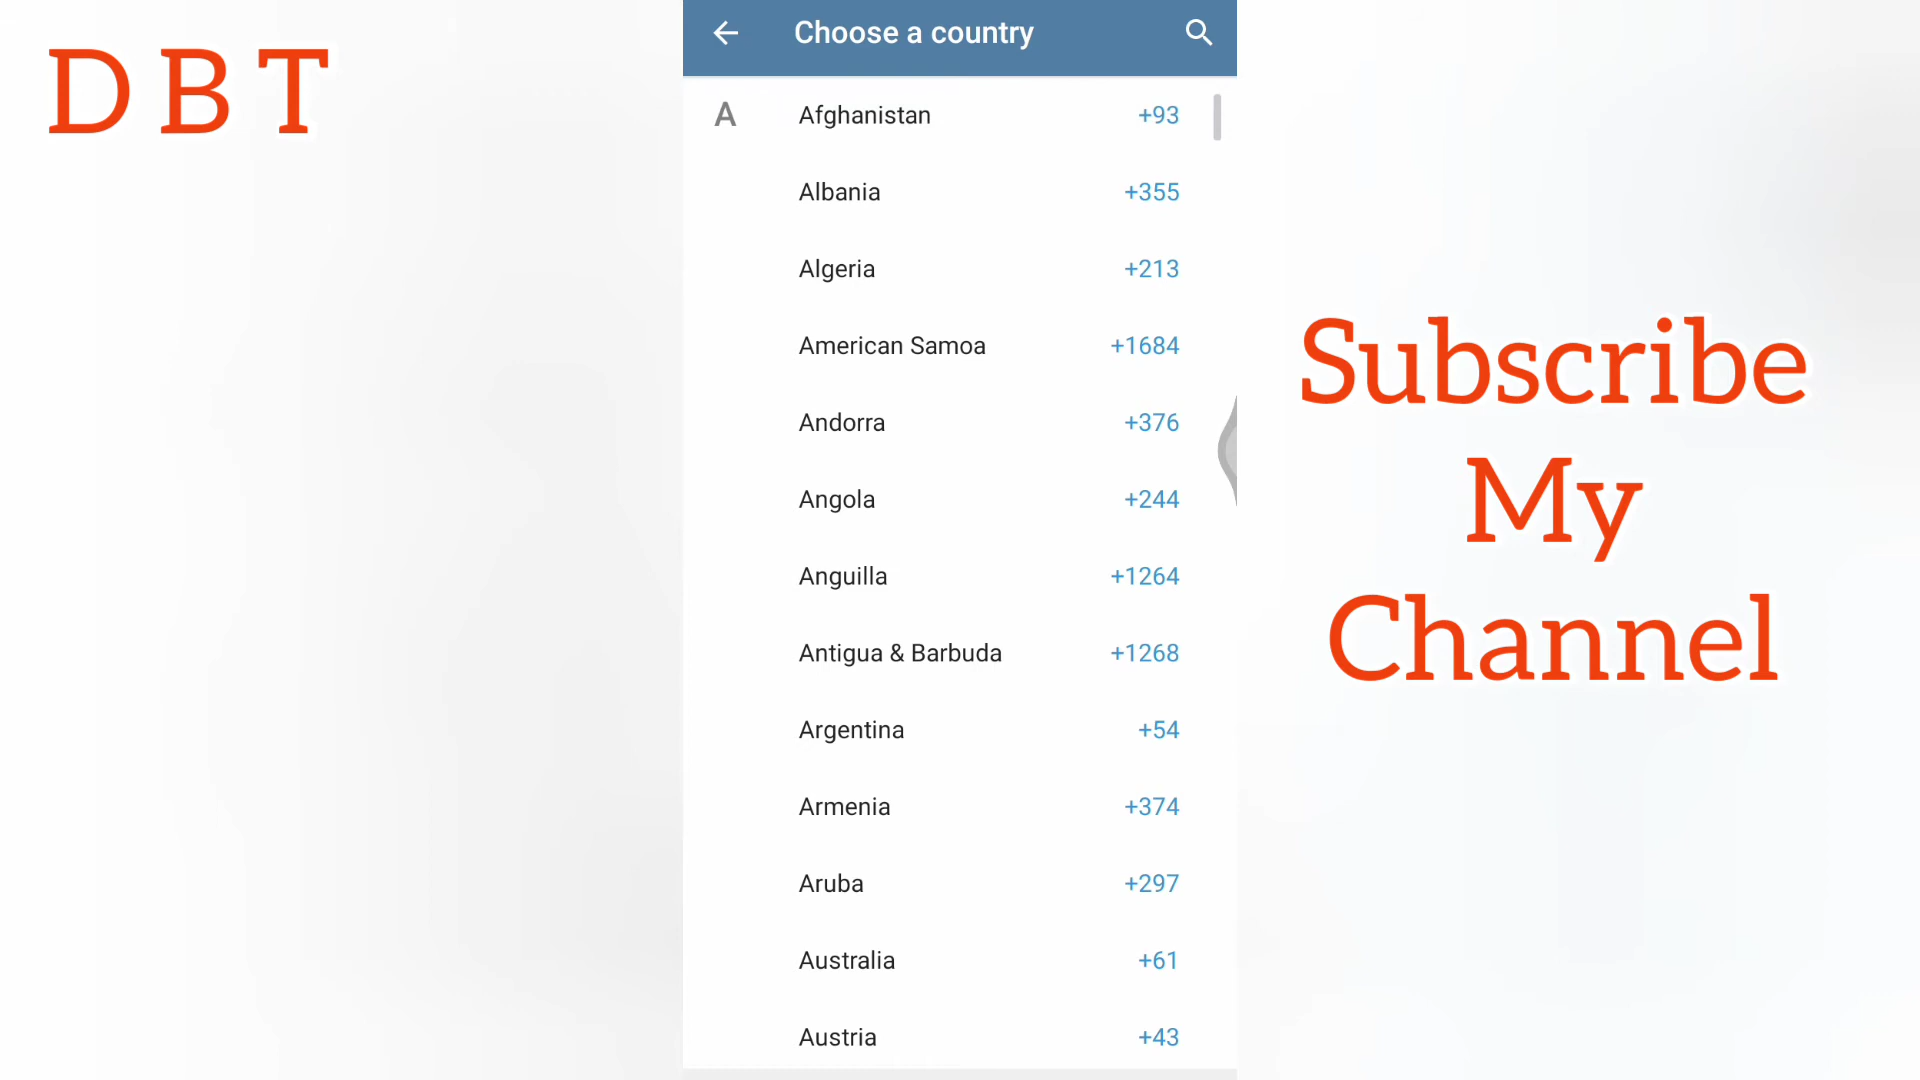 D B T
Choose a country
A Afghanistan +93
Albania +355
Algeria +213
American Samoa +1684
Andorra +376
Angola +244
Anguilla +1264
Antigua & Barbuda +1268
Argentina +54
Armenia +374
Aruba +297
Australia +61
Austria +43
Subscribe
My
Channel